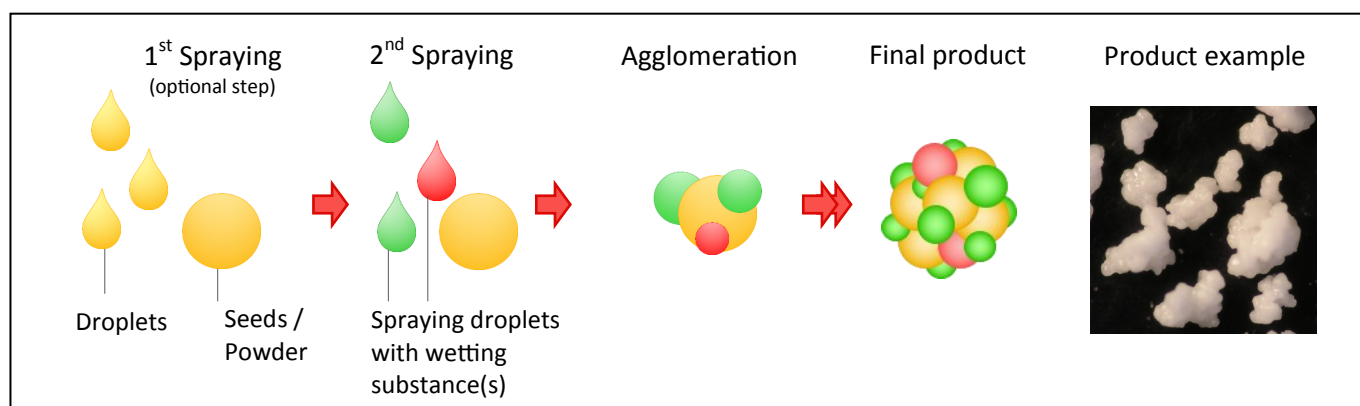 1st Spraying
(optional step)
2nd Spraying
Agglomeration
Final product
Product example
Droplets
Seeds /
Powder
Spraying droplets
with wetting
substance(s)